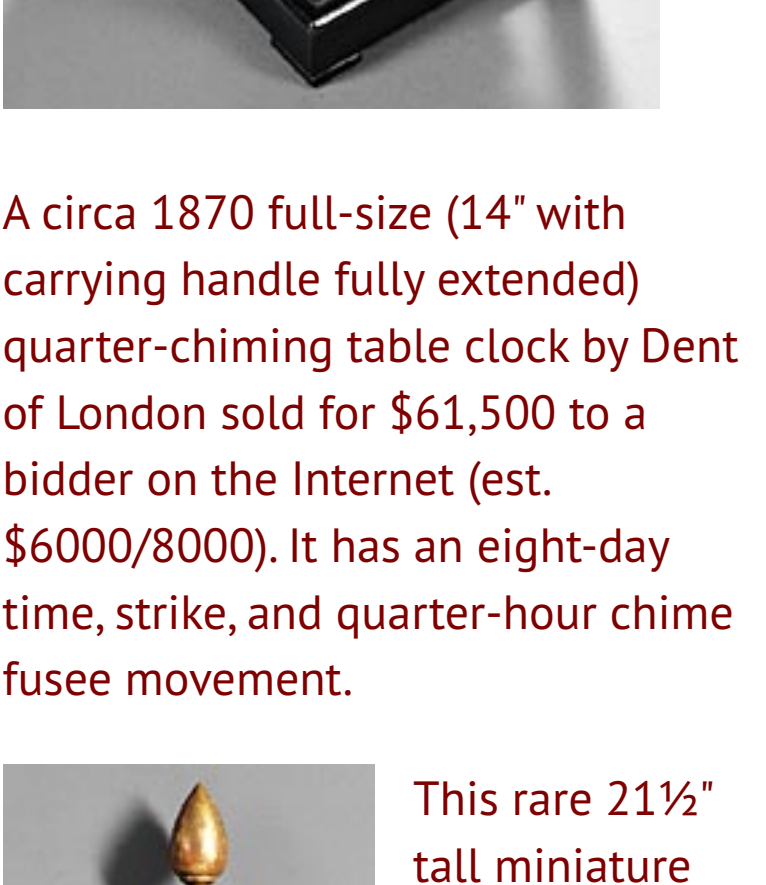 A circa 1870 full-size (14" with
carrying handle fully extended)
quarter-chiming table clock by Dent
of London sold for $61,500 to a
bidder on the Internet (est.
$6000/8000). It has an eight-day
time, strike, and quarter-hour chime
fusee movement.
This rare 21½"
tall miniature